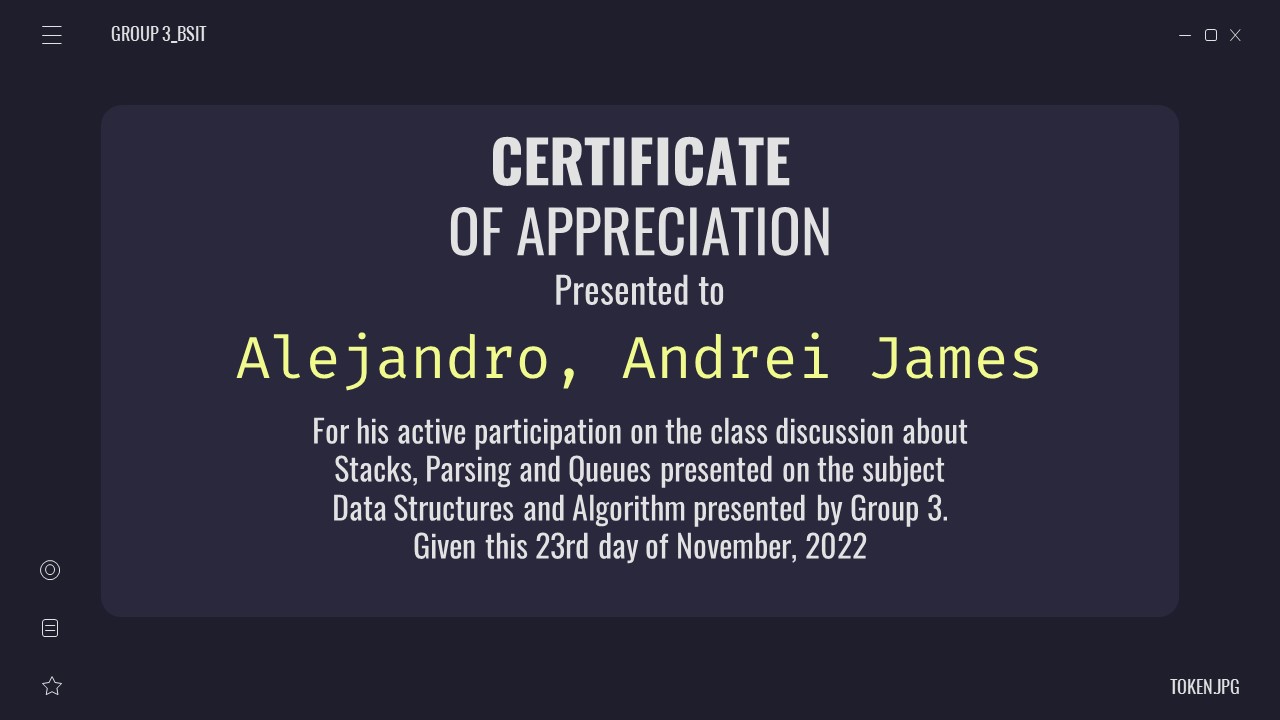 GROUP 3_BSIT
CERTIFICATE
OF APPRECIATION
Presented to
Alejandro, Andrei James
For his active participation on the class discussion about
Stacks, Parsing and Queues presented on the subject
Data Structures and Algorithm presented by Group 3.
Given this 23rd day of November, 2022
TOKEN.JPG